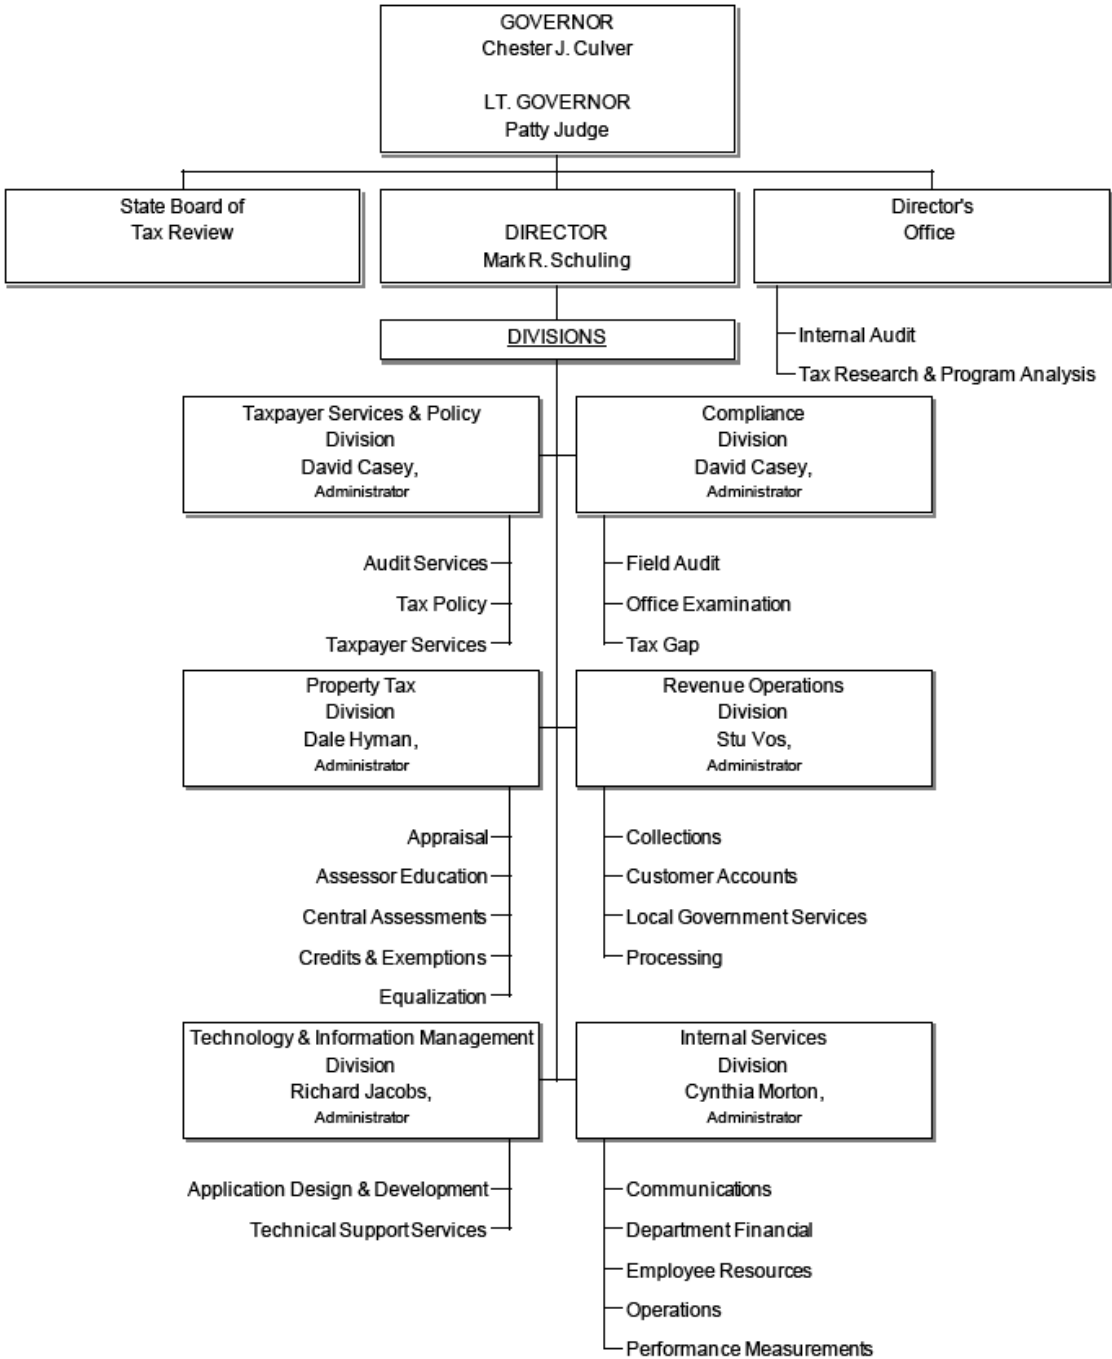 GOVERNOR
Chester J. Culver
LT. GOVERNOR
Patty Judge
State Board of
Tax Review
DIRECTOR
Mark R. Schuling
Director's
Office
Internal Audit
Tax Research & Program Analysis
DIVISIONS
Taxpayer Services & Policy
Division
David Casey,
Administrator
Audit Services
Tax Policy
Taxpayer Services
Compliance
Division
David Casey,
Administrator
Field Audit
Office Examination
Tax Gap
Property Tax
Division
Dale Hyman,
Administrator
Appraisal
Assessor Education
Central Assessments
Credits & Exemptions
Equalization
Revenue Operations
Division
Stu Vos,
Administrator
Collections
Customer Accounts
Local Government Services
Processing
Technology & Information Management
Division
Richard Jacobs,
Administrator
Application Design & Development
Technical Support Services
Internal Services
Division
Cynthia Morton,
Administrator
Communications
Department Financial
Employee Resources
Operations
Performance Measurements